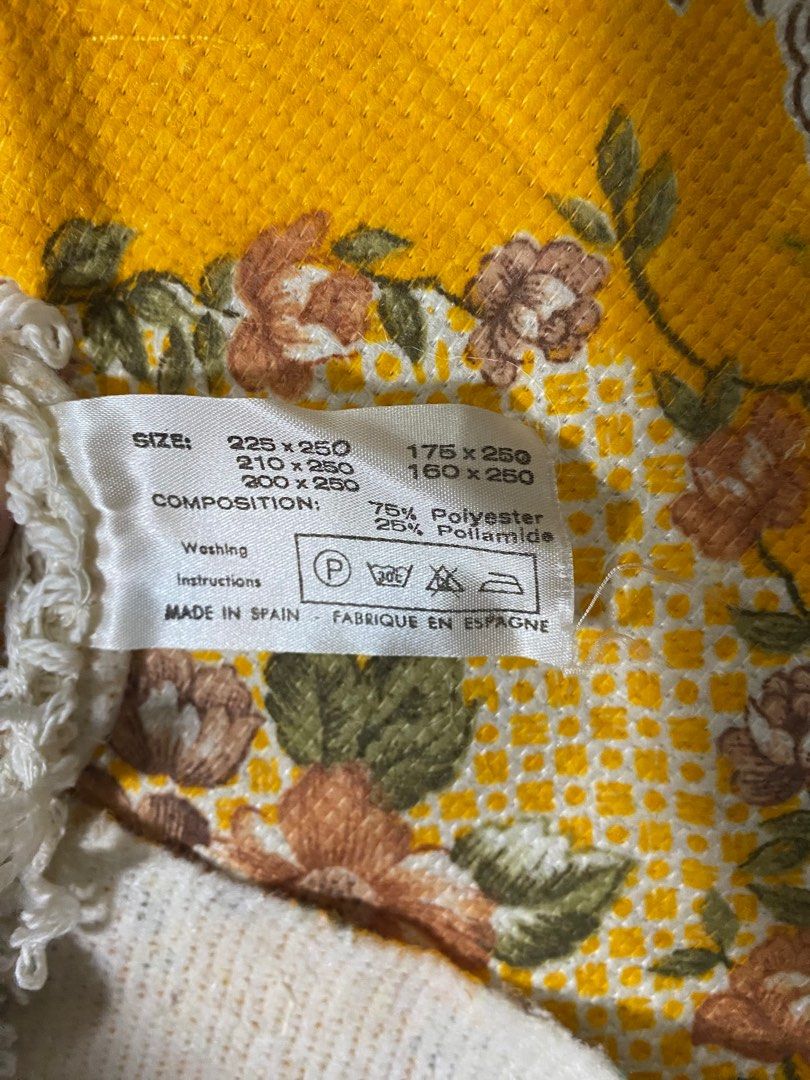 SIZE: 225 x 250 175 x 250
210 x 250 160 x 250
200 x 250
COMPOSITION: 75% Polyester
25% Poliamide
Washing
Instructions
P 30C
MADE IN SPAIN - FABRIQUE EN ESPAGNE